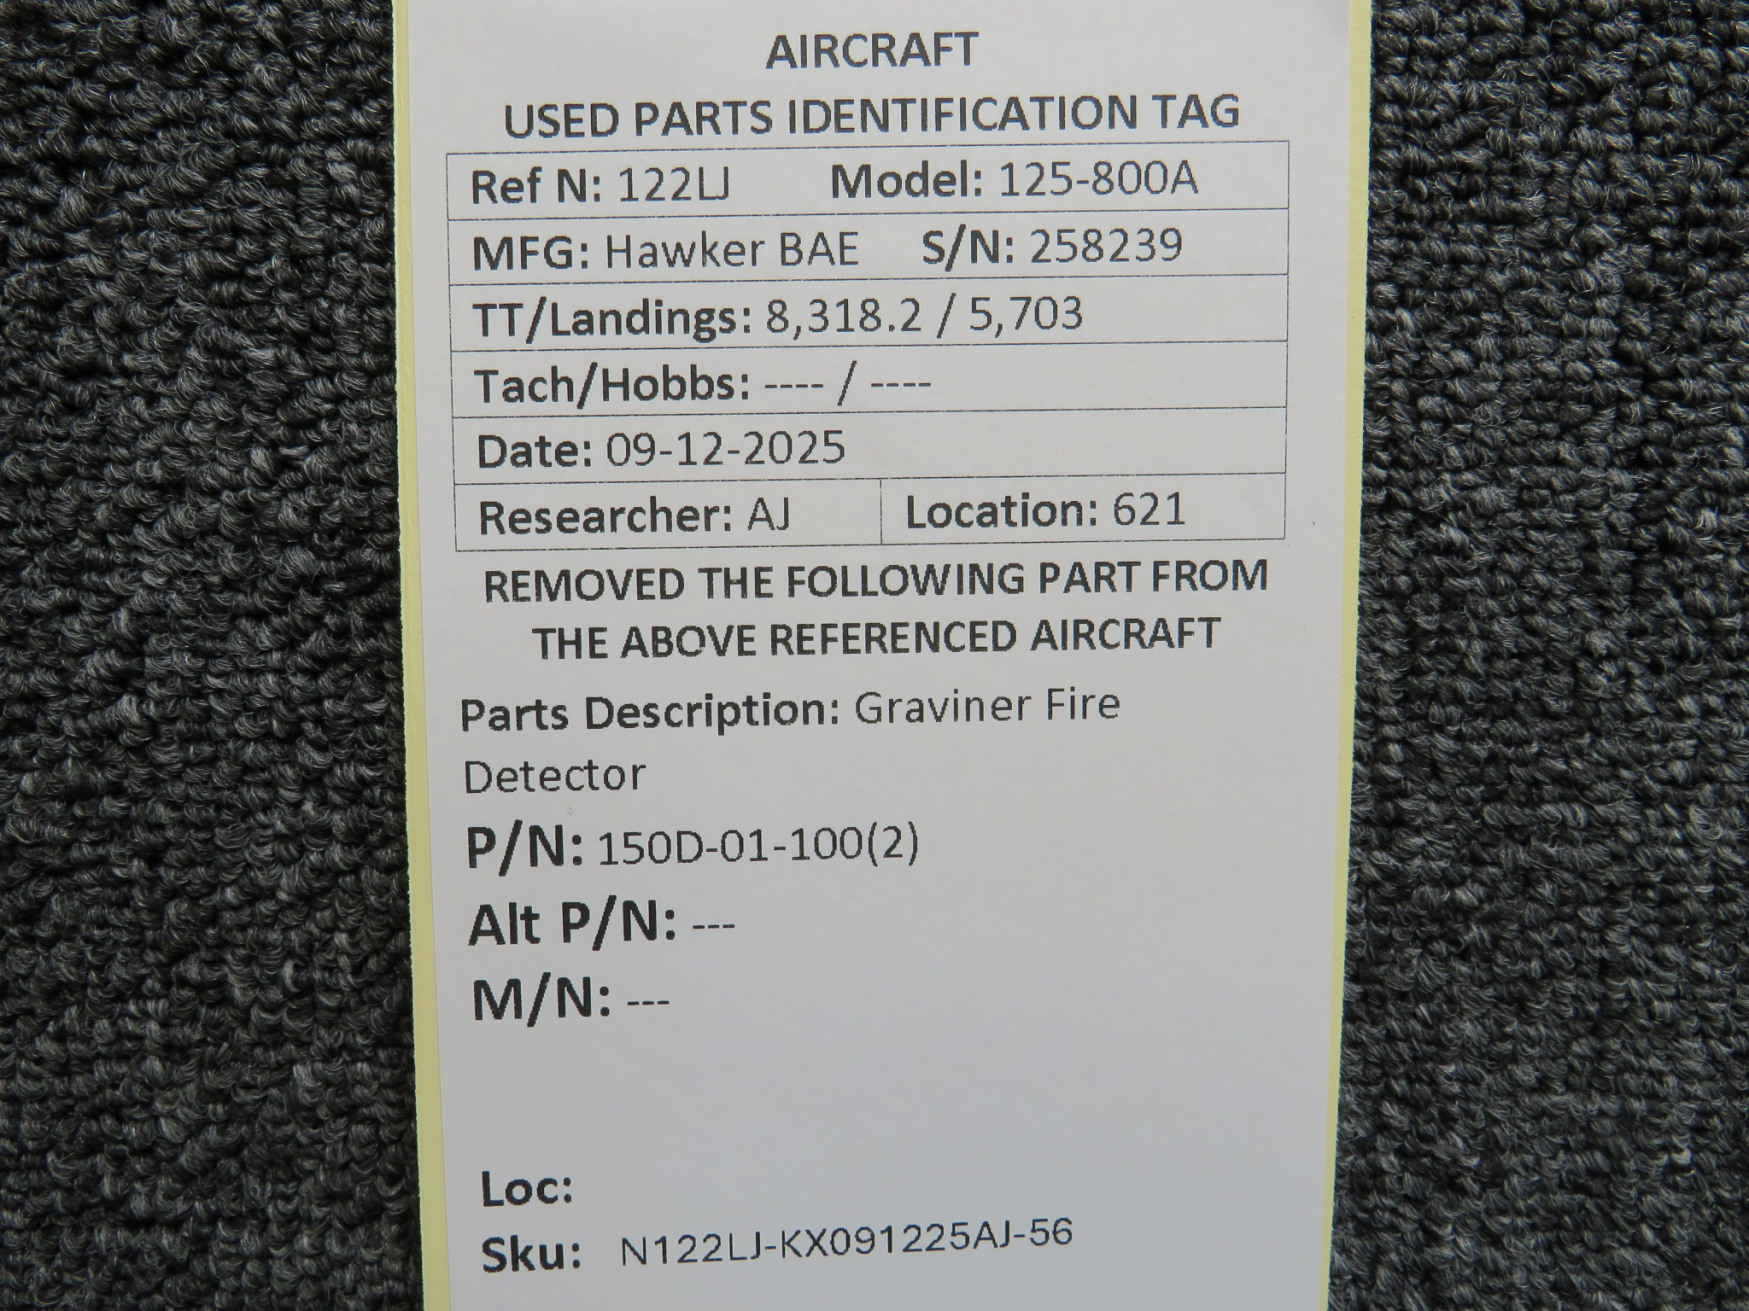 AIRCRAFT
USED PARTS IDENTIFICATION TAG
Ref N: 122LJ Model: 125-800A
MFG: Hawker BAE S/N: 258239
TT/Landings: 8,318.2 / 5,703
Tach/Hobbs: ---- / ----
Date: 09-12-2025
Researcher: AJ Location: 621
REMOVED THE FOLLOWING PART FROM
THE ABOVE REFERENCED AIRCRAFT
Parts Description: Graviner Fire
Detector
P/N: 150D-01-100(2)
Alt P/N: ---
M/N: ---
Loc:
Sku: N122LJ-KX091225AJ-56